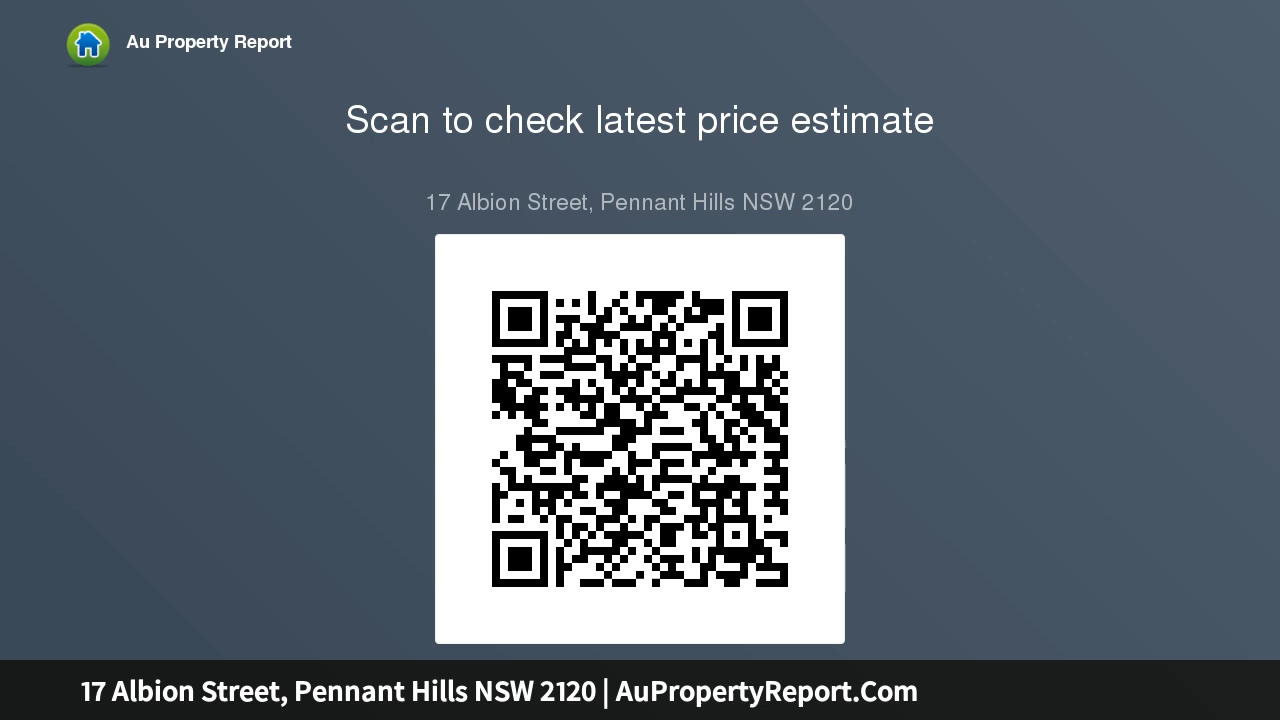 Au Property Report
Scan to check latest price estimate
17 Albion Street, Pennant Hills NSW 2120
17 Albion Street, Pennant Hills NSW 2120 | AuPropertyReport.Com